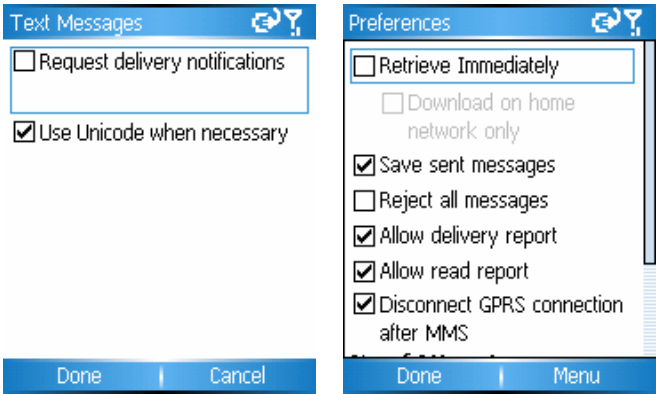 Text Messages
Request delivery notifications
Use Unicode when necessary
Done
Cancel
Preferences
Retrieve Immediately
Download on home
network only
Save sent messages
Reject all messages
Allow delivery report
Allow read report
Disconnect GPRS connection
after MMS
Done
Menu